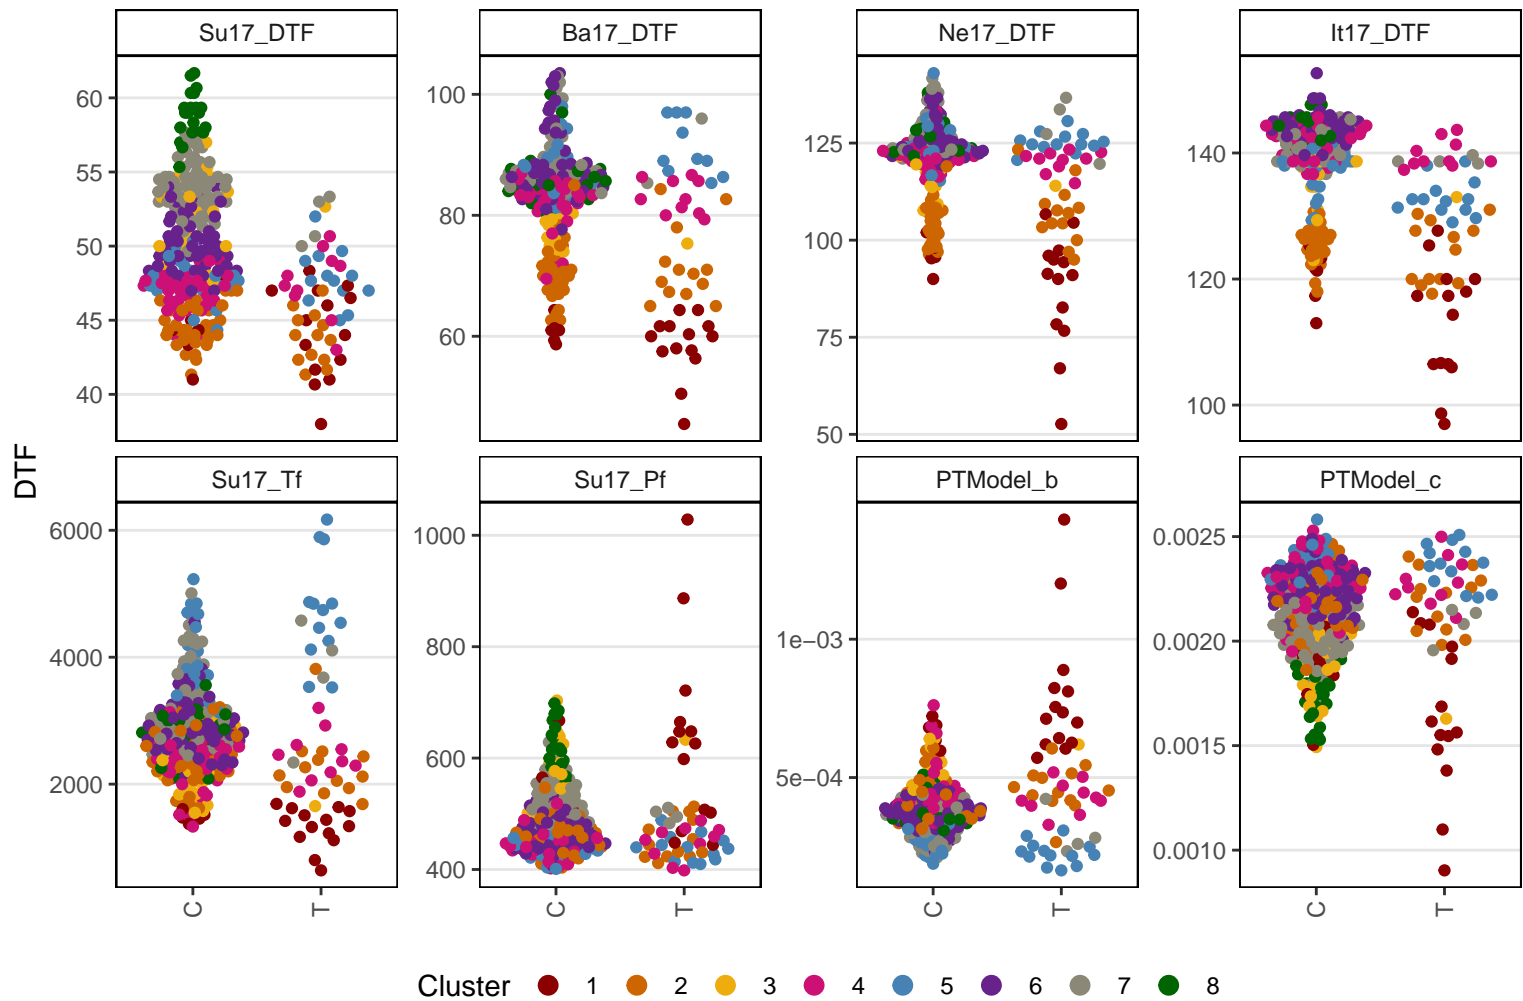 Su17_DTF Ba17_DTF Ne17_DTF It17_DTF
60 55 50 45 40
100 80 60
125 100 75 50
140 120 100
DTF
Su17_Tf Su17_Pf PTModel_b PTModel_c
6000 4000 2000
1000 800 600 400
1e−03 5e−04
0.0025 0.0020 0.0015 0.0010
C T C T C T C T
Cluster 1 2 3 4 5 6 7 8